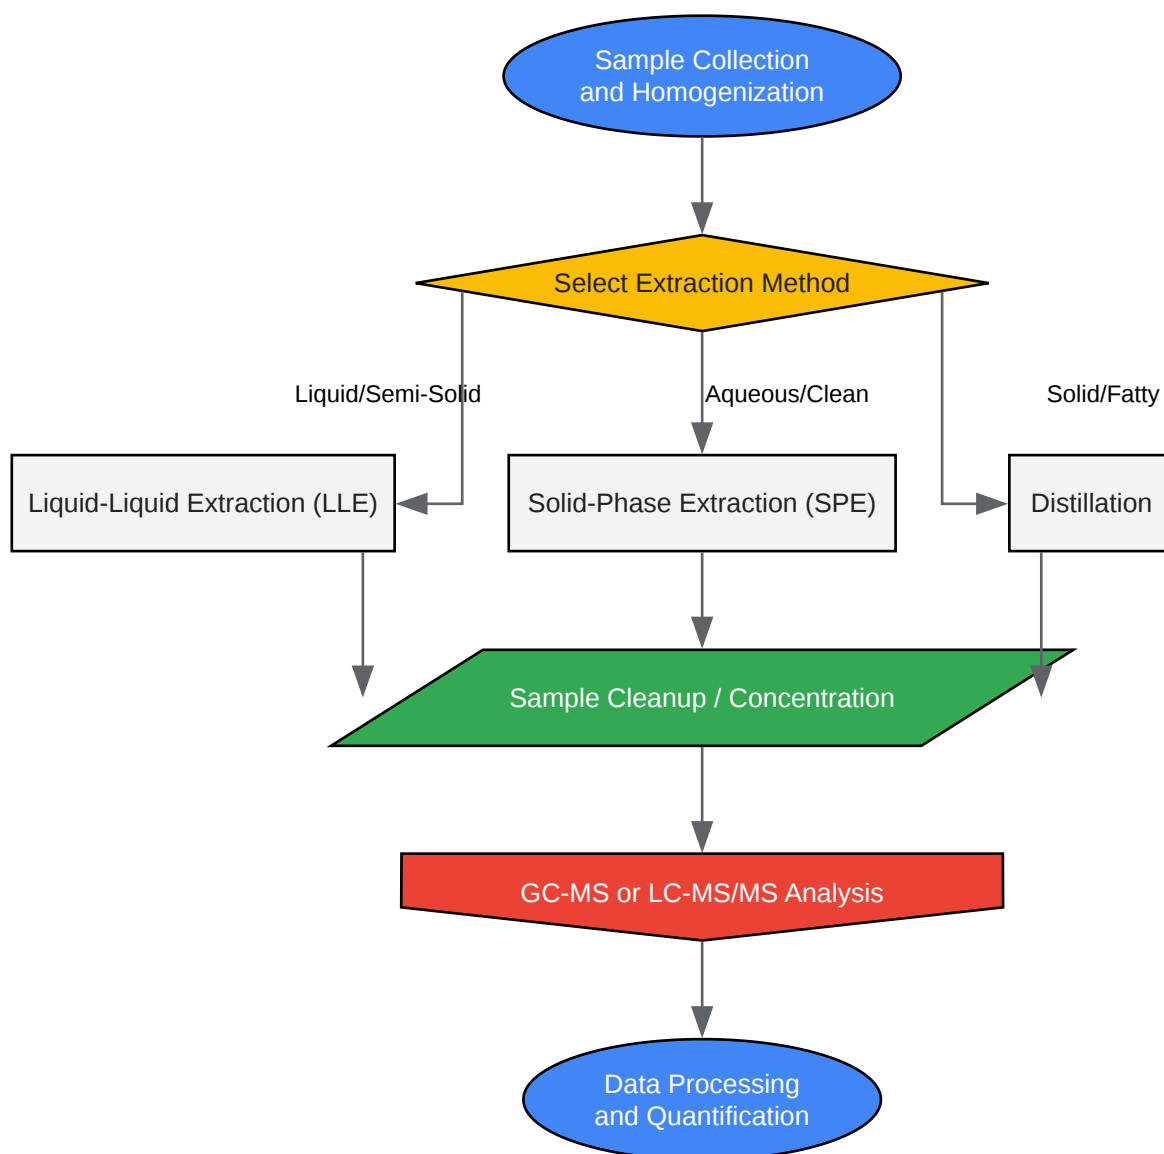 Sample Collection
and Homogenization
Select Extraction Method
Liquid/Semi-Solid
Aqueous/Clean
Solid/Fatty
Liquid-Liquid Extraction (LLE)
Solid-Phase Extraction (SPE)
Distillation
Sample Cleanup / Concentration
GC-MS or LC-MS/MS Analysis
Data Processing
and Quantification